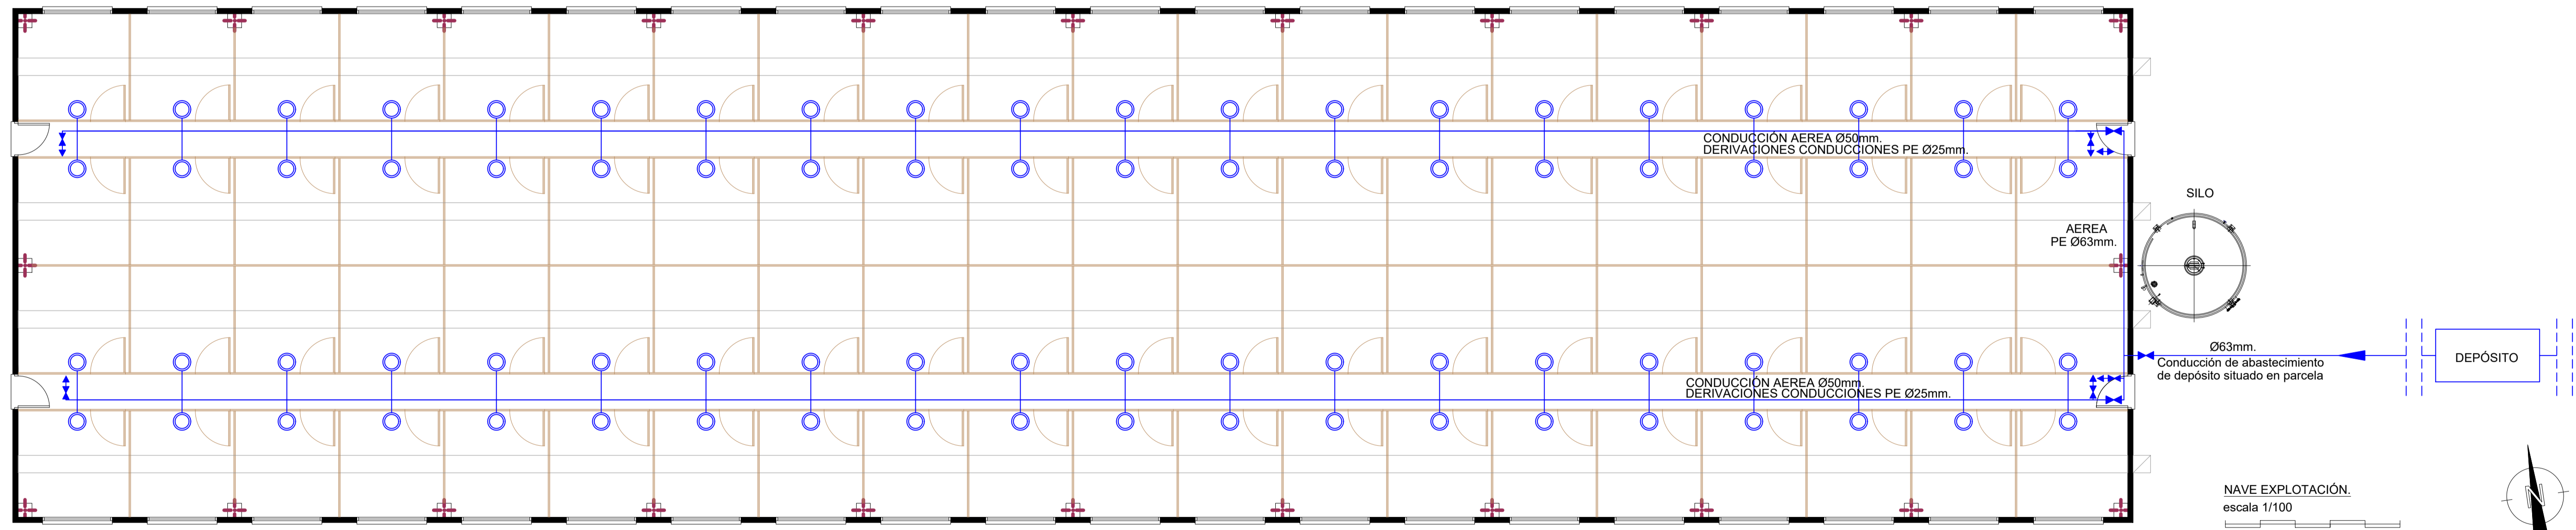 CONDUCCIÓN AEREA Ø50mm.
DERIVACIONES CONDUCCIONES PE Ø25mm.
SILO
AEREA
PE Ø63mm.
Ø63mm.
Conducción de abastecimiento
de depósito situado en parcela
DEPÓSITO
CONDUCCIÓN AEREA Ø50mm.
DERIVACIONES CONDUCCIONES PE Ø25mm.
NAVE EXPLOTACIÓN.
escala 1/100
N